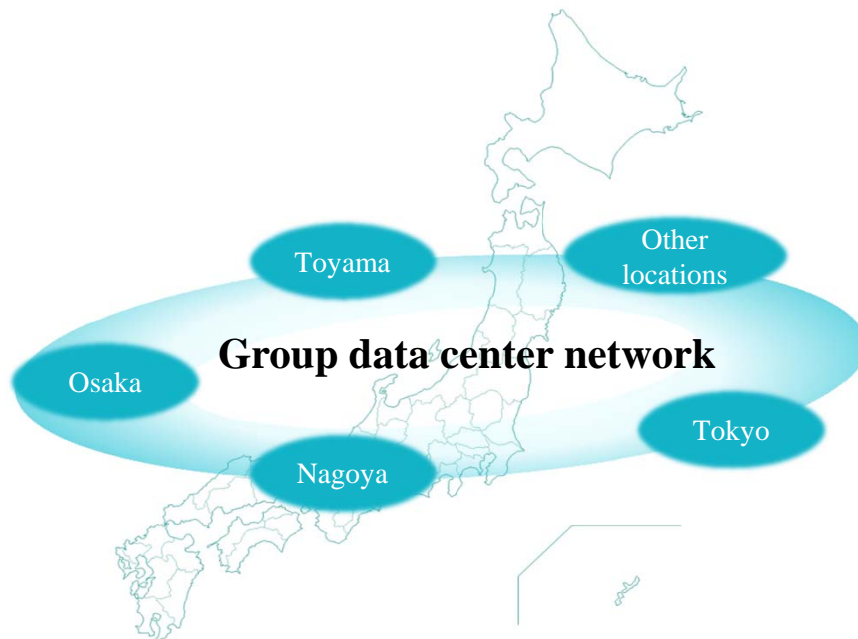 Toyama
Other
locations
Group data center network
Osaka
Tokyo
Nagoya